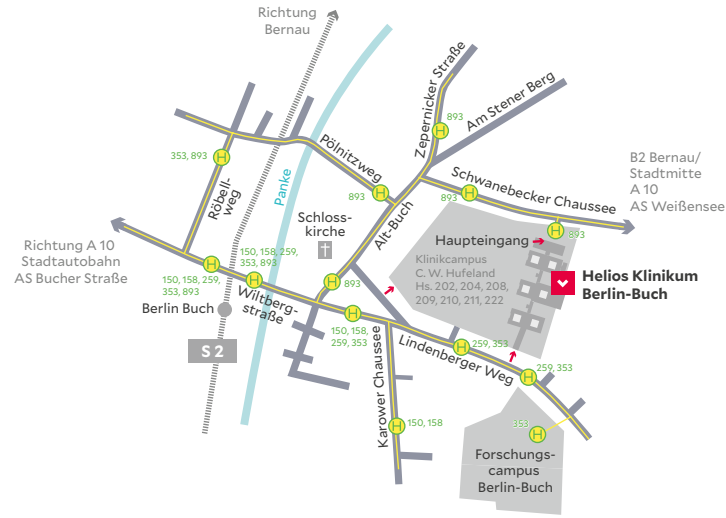 Richtung
Bernau
Zepernicker Straße
Am Stener Berg
893
353, 893
Pölnitzweg
893
Panke
Röbell-
weg
B2 Bernau/
Stadtmitte
A 10
AS Weißensee
Schwanebecker Chaussee
893
893
Schloss-
kirche
Alt-Buch
Haupteingang
Richtung A 10
Stadtautobahn
AS Bucher Straße
150, 158, 259,
353, 893
150, 158, 259,
353, 893
Klinikcampus
C. W. Hufeland
Hs. 202, 204, 208,
209, 210, 211, 222
Helios Klinikum
Berlin-Buch
893
Berlin Buch
Wiltberg-
straße
150, 158,
259, 353
S 2
Karower Chaussee
Lindenberger Weg
259, 353
259, 353
150, 158
353
Forschungs-
campus
Berlin-Buch
H
H
H
H
H
H
H
H
H
H
H
H
H